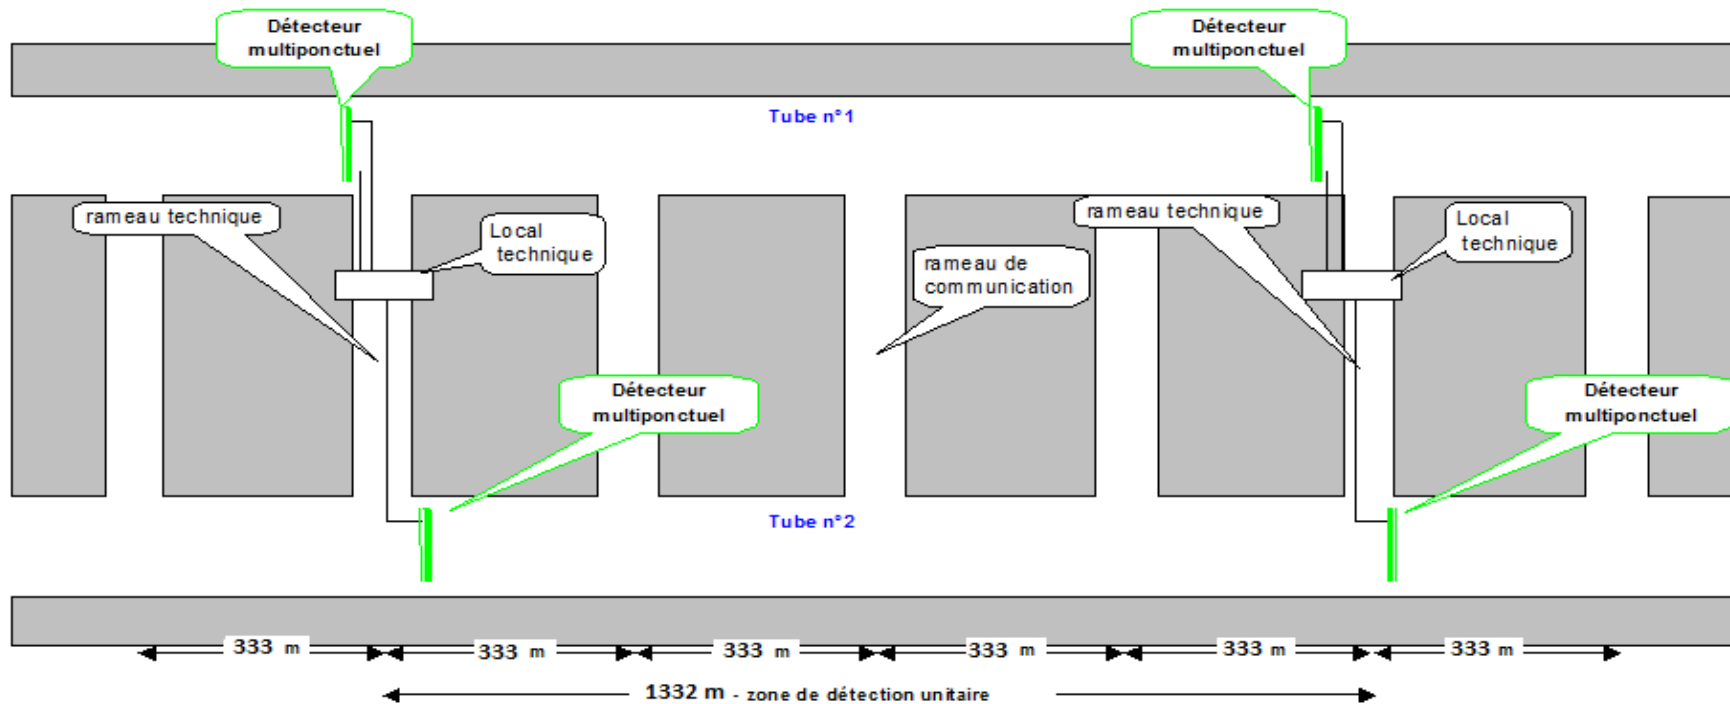 Détecteur
multiponctuel
Détecteur
multiponctuel
Tube n°1
rameau technique
Local
technique
rameau de
communication
rameau technique
Local
technique
Détecteur
multiponctuel
Détecteur
multiponctuel
Tube n°2
333 m
333 m
333 m
333 m
333 m
333 m
1332 m - zone de détection unitaire